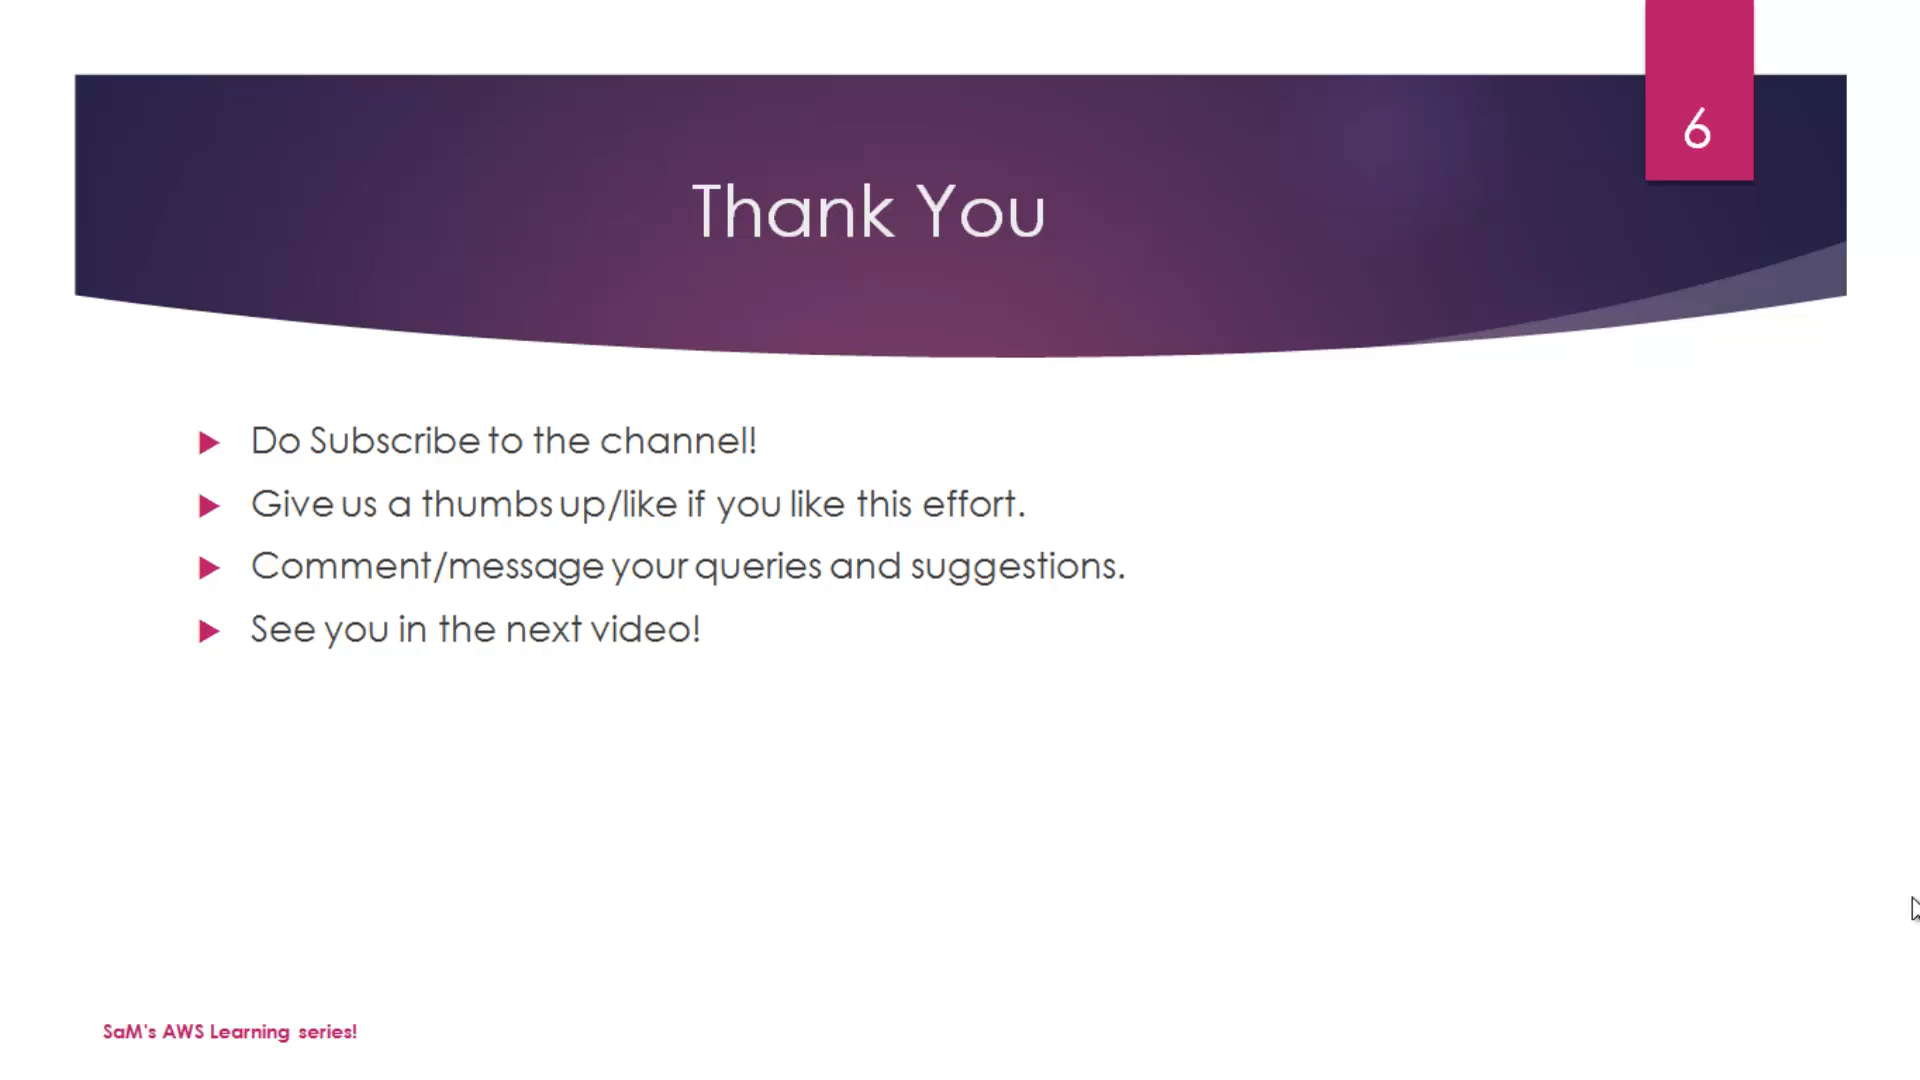 6
Thank You
Do Subscribe to the channel!
Give us a thumbs up/like if you like this effort.
Comment/message your queries and suggestions.
See you in the next video!
SaM's AWS Learning series!